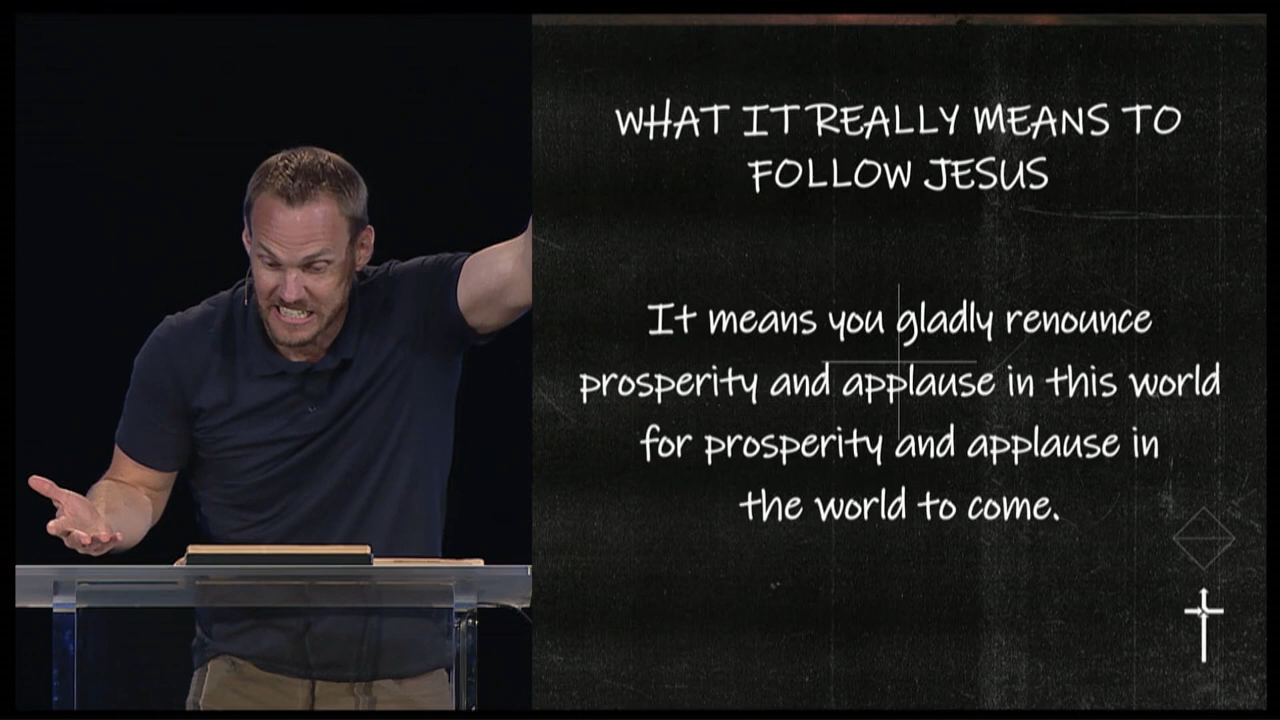 WHAT IT REALLY MEANS TO
FOLLOW JESUS
It means you gladly renounce
prosperity and applause in this world
for prosperity and applause in
the world to come.